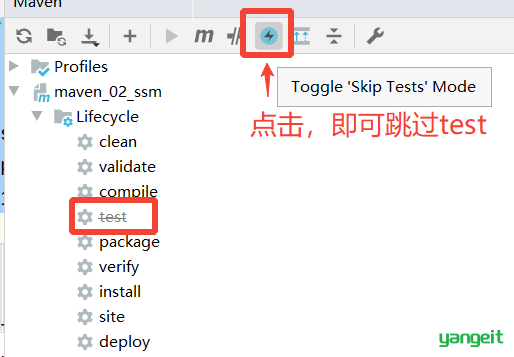 Maven
Toggle 'Skip Tests' Mode
点击，即可跳过test
Profiles
maven_02_ssm
Lifecycle
clean
validate
compile
test
package
verify
install
site
deploy
yangeit